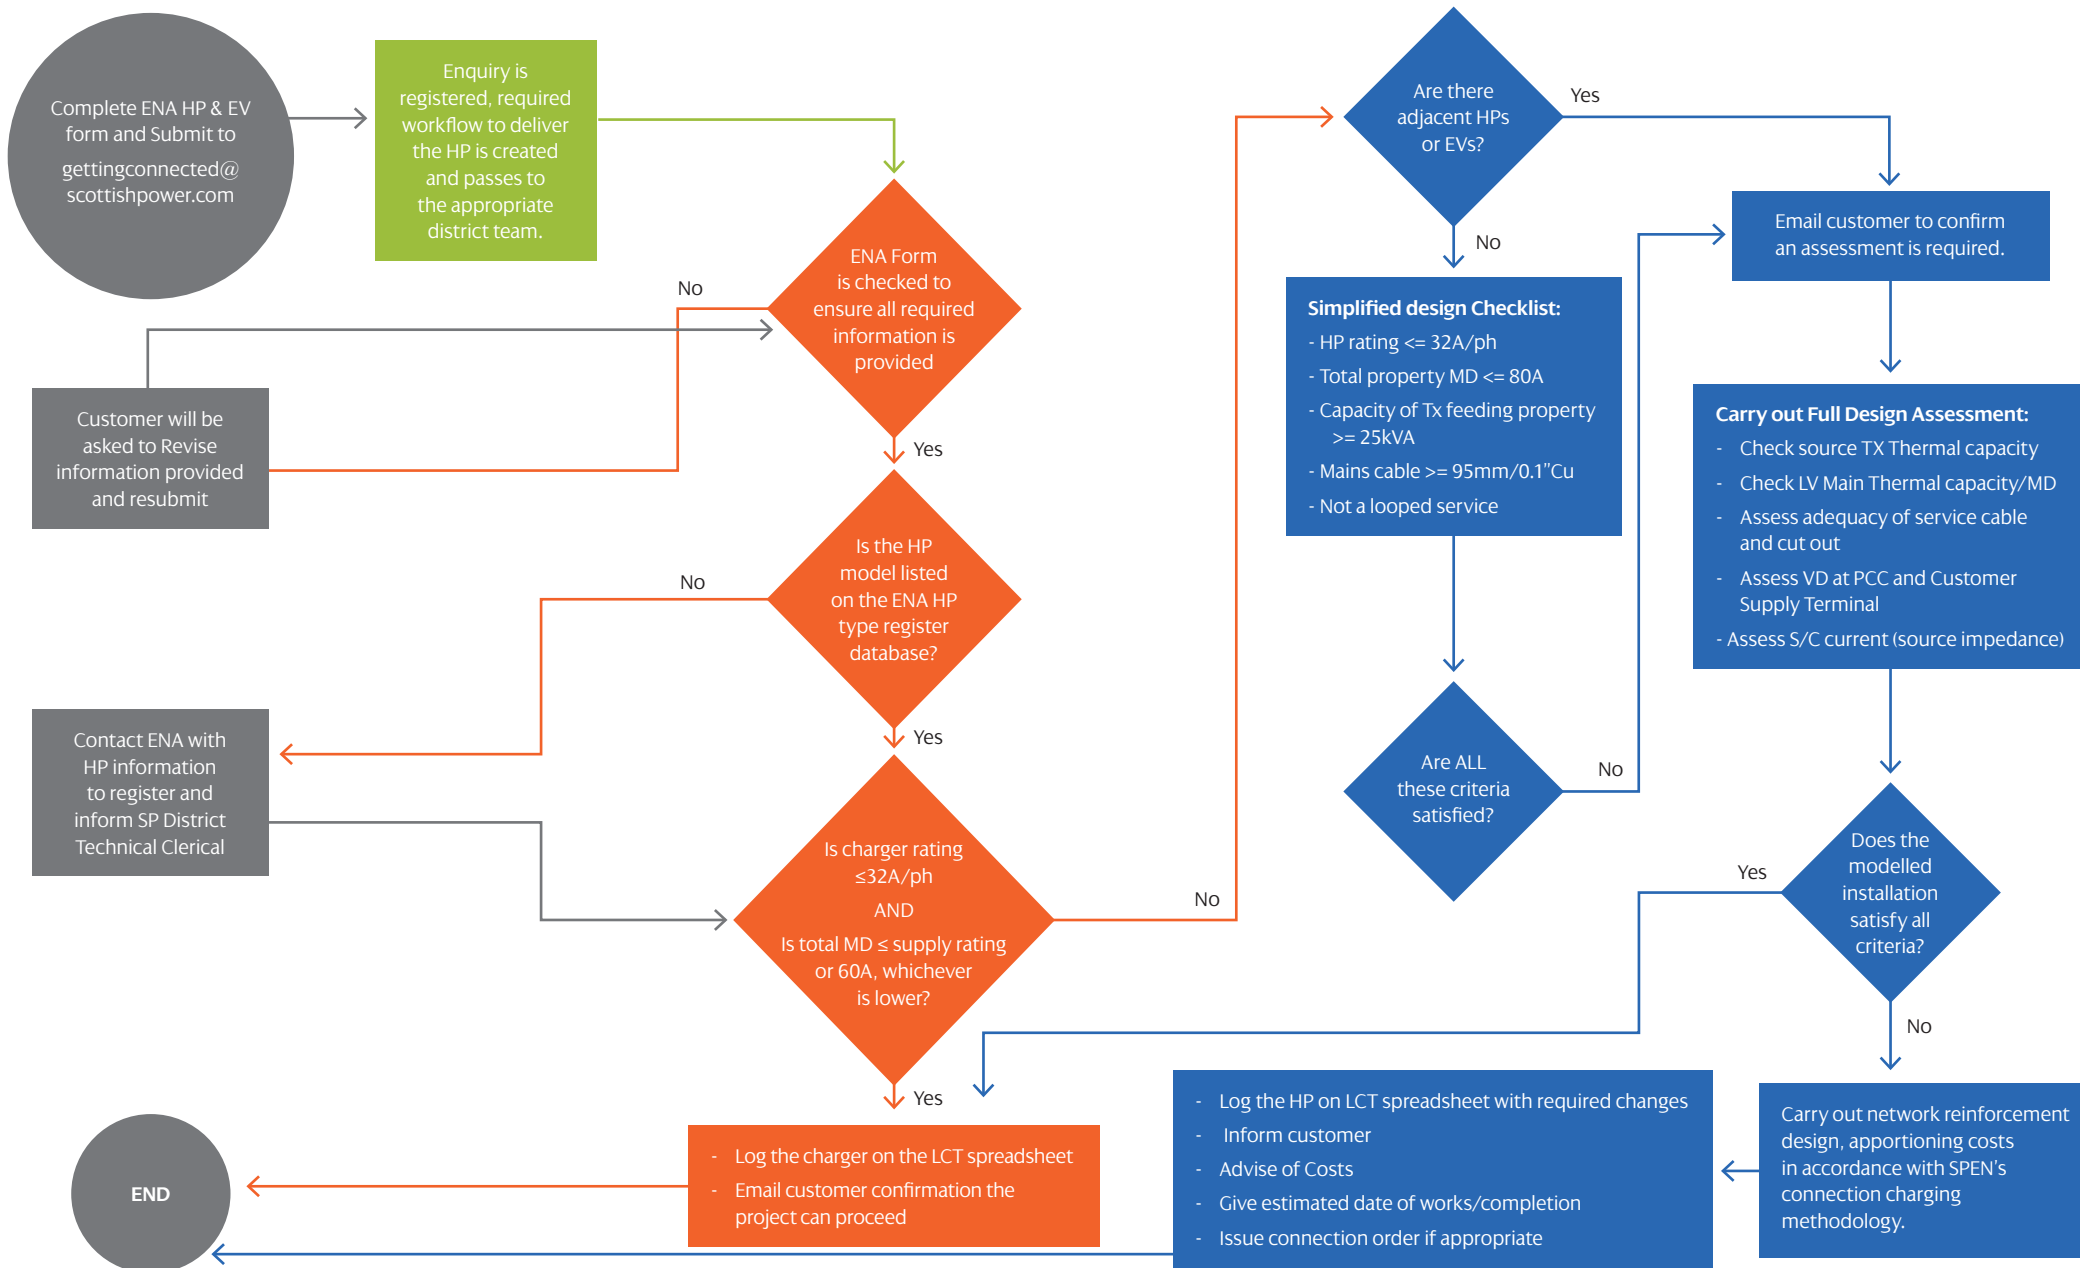 Complete ENA HP & EV
form and Submit to
gettingconnected@
scottishpower.com
Enquiry is
registered, required
workflow to deliver
the HP is created
and passes to
the appropriate
district team.
ENA Form
is checked to
ensure all required
information is
provided
No
Yes
Customer will be
asked to Revise
information provided
and resubmit
Is the HP
model listed
on the ENA HP
type register
database?
No
Yes
Contact ENA with
HP information
to register and
inform SP District
Technical Clerical
Is charger rating
≤32A/ph
AND
Is total MD ≤ supply rating
or 60A, whichever
is lower?
No
Yes
- Log the charger on the LCT spreadsheet
- Email customer confirmation the
project can proceed
END
Are there
adjacent HPs
or EVs?
Yes
No
Simplified design Checklist:
- HP rating <= 32A/ph
- Total property MD <= 80A
- Capacity of Tx feeding property
>= 25kVA
- Mains cable >= 95mm/0.1"Cu
- Not a looped service
Are ALL
these criteria
satisfied?
No
Email customer to confirm
an assessment is required.
Carry out Full Design Assessment:
- Check source TX Thermal capacity
- Check LV Main Thermal capacity/MD
- Assess adequacy of service cable
and cut out
- Assess VD at PCC and Customer
Supply Terminal
- Assess S/C current (source impedance)
Does the
modelled
installation
satisfy all
criteria?
Yes
No
Carry out network reinforcement
design, apportioning costs
in accordance with SPEN's
connection charging
methodology.
- Log the HP on LCT spreadsheet with required changes
- Inform customer
- Advise of Costs
- Give estimated date of works/completion
- Issue connection order if appropriate